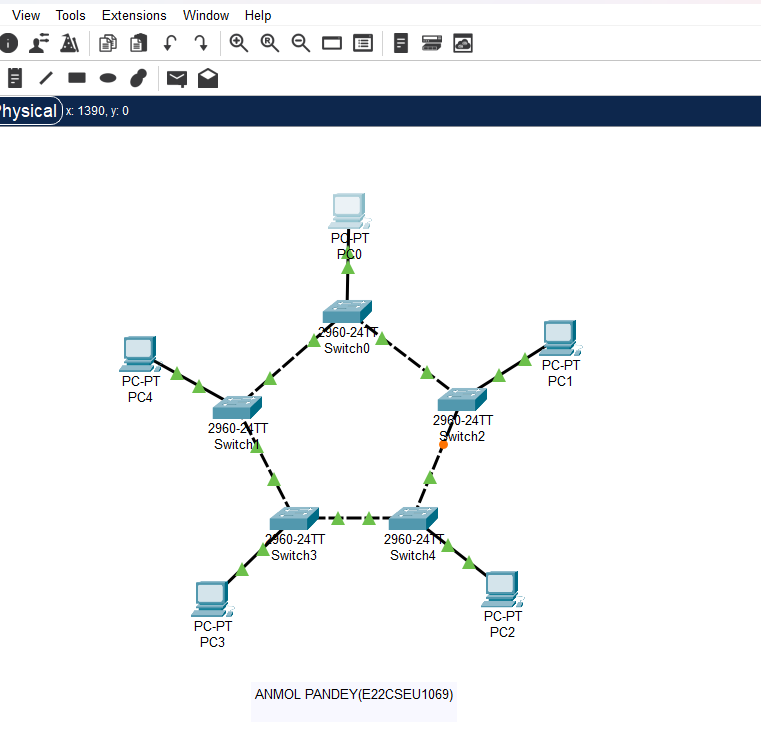 View Tools Extensions Window Help
Physical x: 1390, y: 0
PC-PT
PC0
2960-24TT
Switch0
PC-PT
PC1
PC-PT
PC4
2960-24TT
Switch2
2960-24TT
Switch1
2960-24TT
Switch3
2960-24TT
Switch4
PC-PT
PC2
PC-PT
PC3
ANMOL PANDEY(E22CSEU1069)